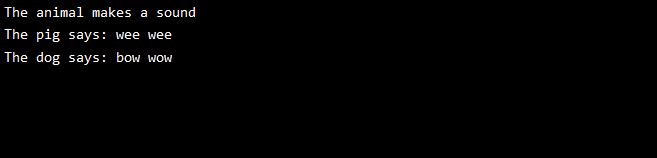 The animal makes a sound
The pig says: wee wee
The dog says: bow wow